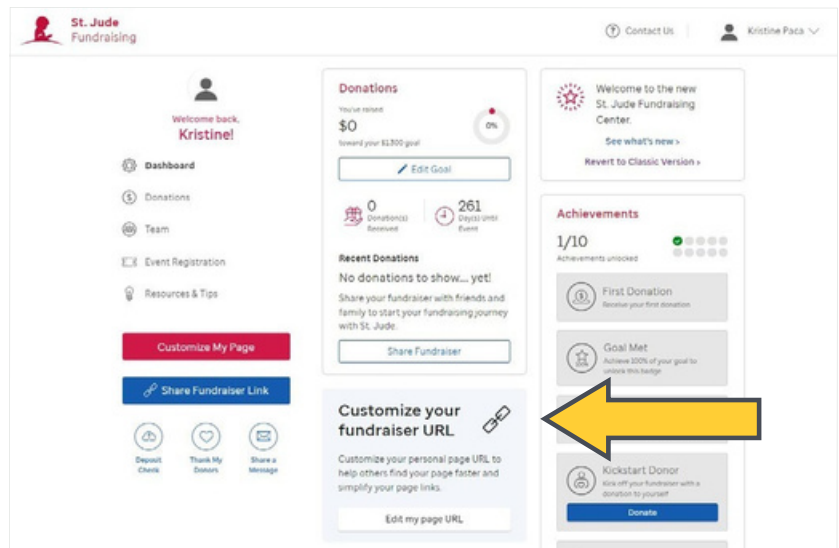 St. Jude
Fundraising
Contact Us
Kristine Paca
Welcome back,
Kristine!
Dashboard
Donations
Team
Event Registration
Resources & Tips
Customize My Page
Share Fundraiser Link
Deposit
Check
Thank My
Donors
Share a
Message
Donations
You've raised
$0
toward your $1300 goal
0%
Edit Goal
0
Donation(s)
Received
261
Day(s) Until
Event
Recent Donations
No donations to show... yet!
Share your fundraiser with friends and
family to start your fundraising journey
with St. Jude.
Share Fundraiser
Customize your
fundraiser URL
Customize your personal page URL to
help others find your page faster and
simplify your page links.
Edit my page URL
Welcome to the new
St. Jude Fundraising
Center.
See what's new >
Revert to Classic Version >
Achievements
1/10
Achievements unlocked
First Donation
Receive your first donation
Goal Met
Achieve 100% of your goal to
unlock this badge
Kickstart Donor
Kick off your fundraiser with a
donation to yourself
Donate